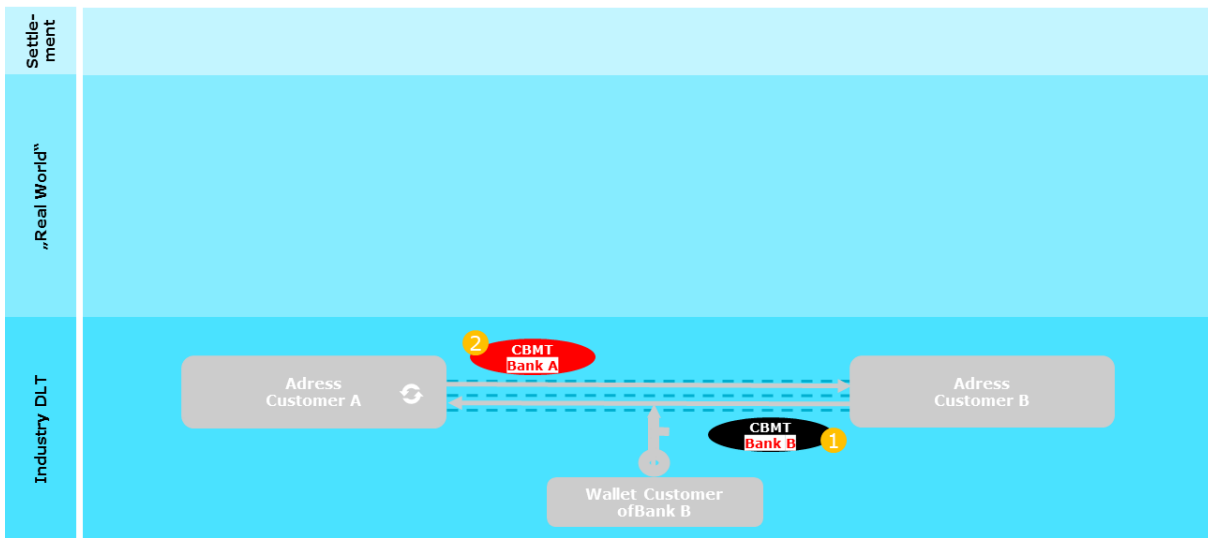 Settle-
ment
„Real World“
Industry DLT
2
CBMT
Bank A
Adress
Customer A
Adress
Customer B
CBMT
Bank B
1
Wallet Customer
ofBank B